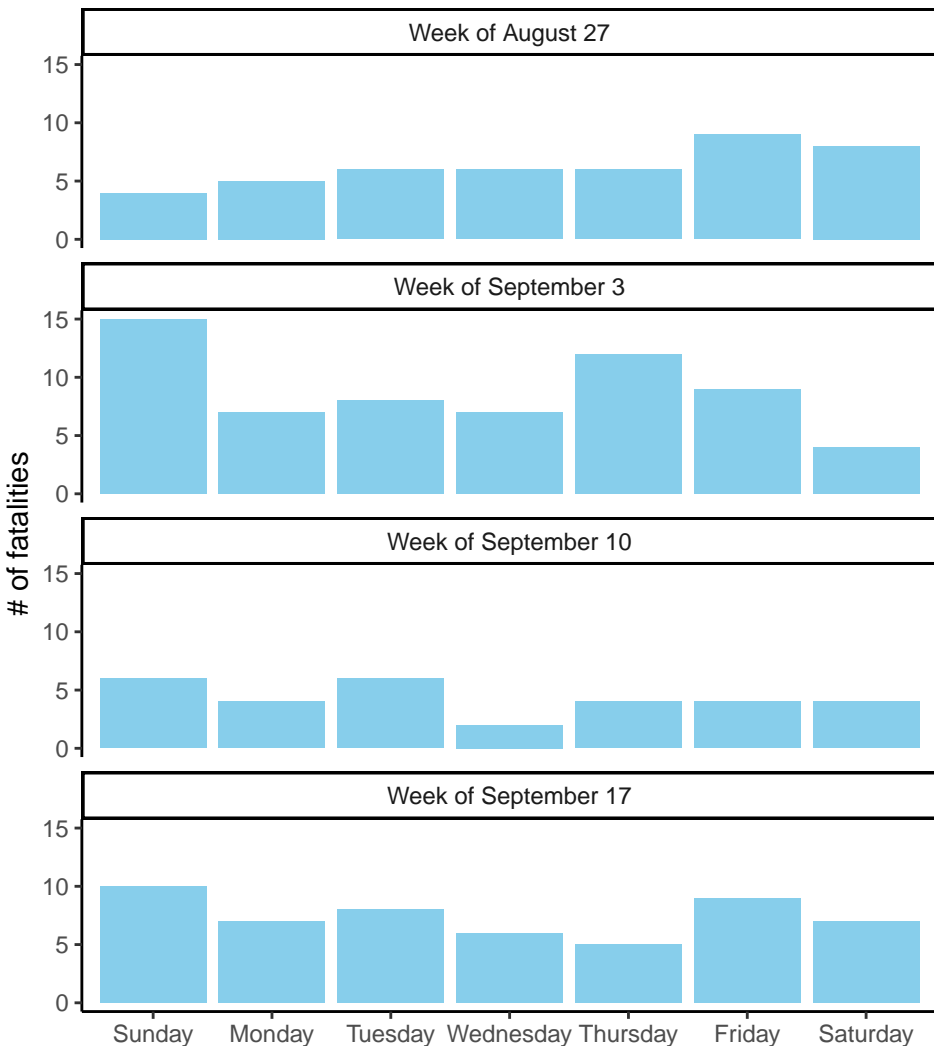 Week of August 27
15
10
5
0
Week of September 3
15
10
5
0
# of fatalities
Week of September 10
15
10
5
0
Week of September 17
15
10
5
0
Sunday Monday Tuesday Wednesday Thursday Friday Saturday